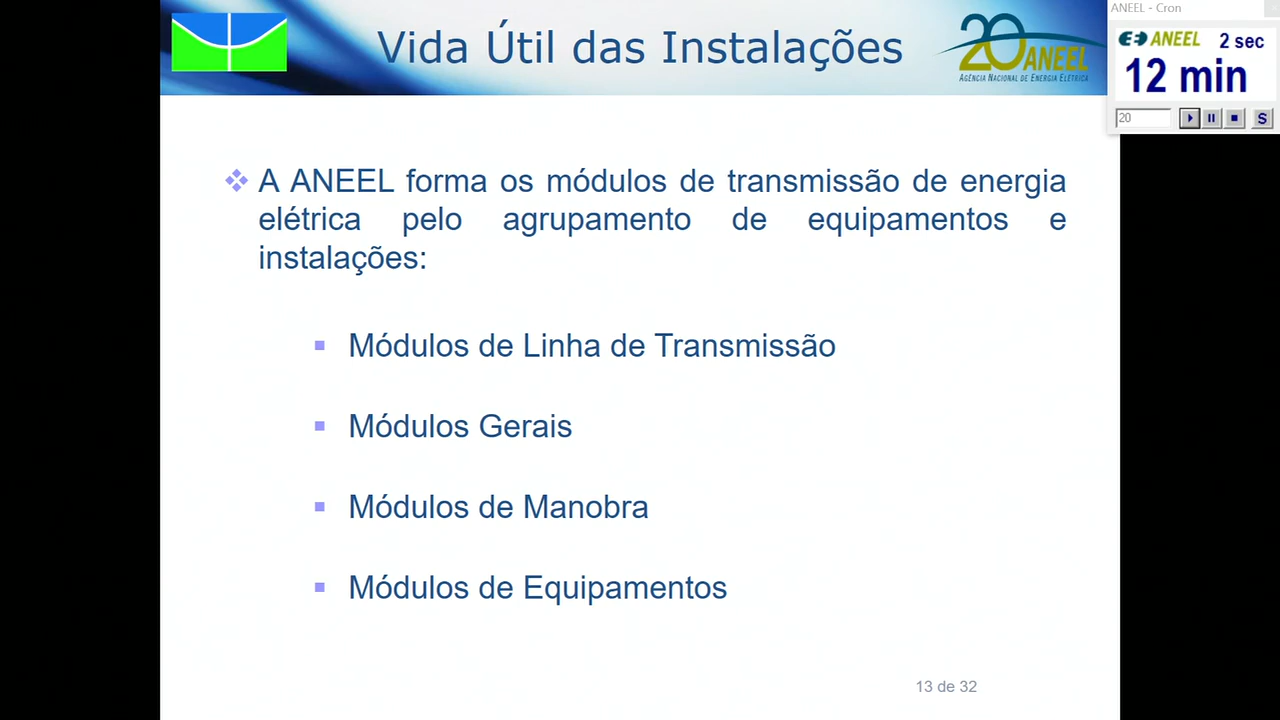 Vida Útil das Instalações
20 ANEEL
AGÊNCIA NACIONAL DE ENERGIA ELÉTRICA
ANEEL - Cron
ANEEL 2 sec
12 min
20
S
A ANEEL forma os módulos de transmissão de energia
elétrica pelo agrupamento de equipamentos e
instalações:
Módulos de Linha de Transmissão
Módulos Gerais
Módulos de Manobra
Módulos de Equipamentos
13 de 32